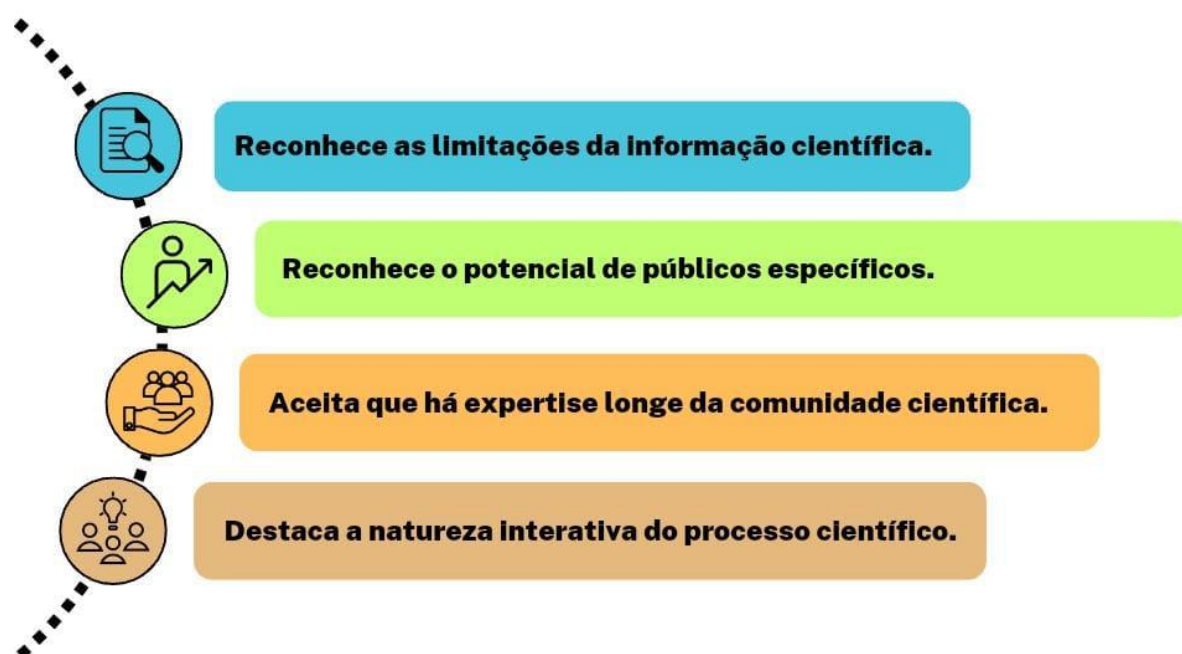 Reconhece as limitações da informação científica.
Reconhece o potencial de públicos específicos.
Aceita que há expertise longe da comunidade científica.
Destaca a natureza interativa do processo científico.